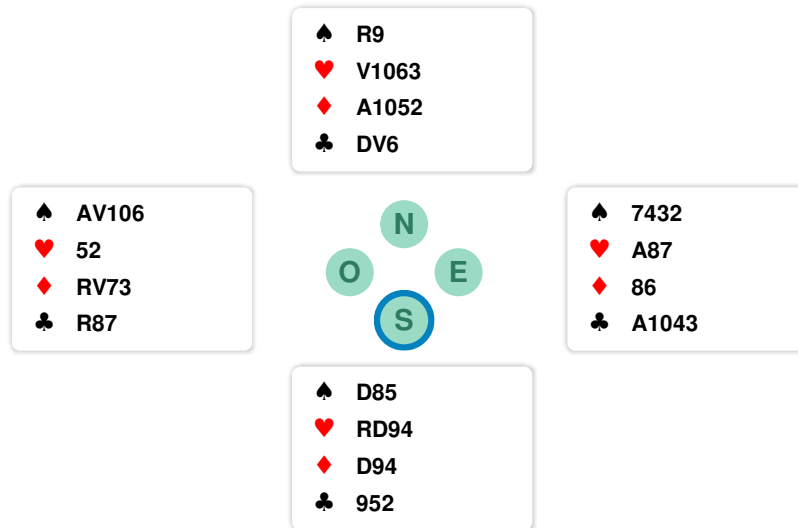 ♠ R9
♥ V1063
♦ A1052
♣ DV6
♠ AV106
♥ 52
♦ RV73
♣ R87
N
O
E
S
♠ 7432
♥ A87
♦ 86
♣ A1043
♠ D85
♥ RD94
♦ D94
♣ 952